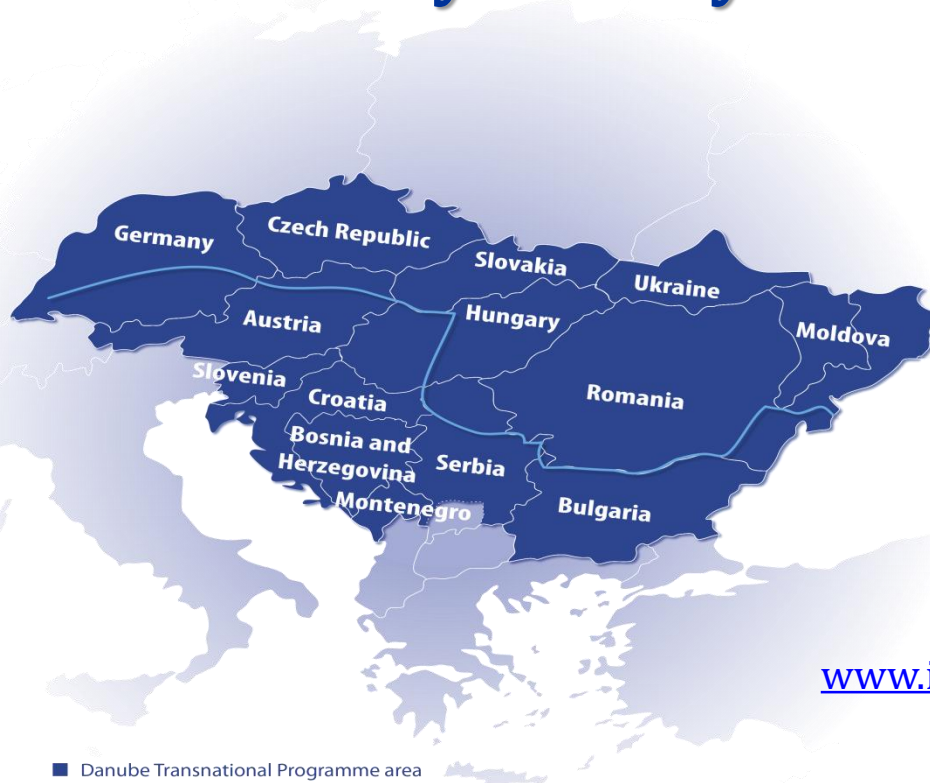 Germany
Czech Republic
Slovakia
Ukraine
Austria
Hungary
Moldova
Slovenia
Croatia
Romania
Bosnia and
Herzegovina
Serbia
Montenegro
Bulgaria
www.i
Danube Transnational Programme area